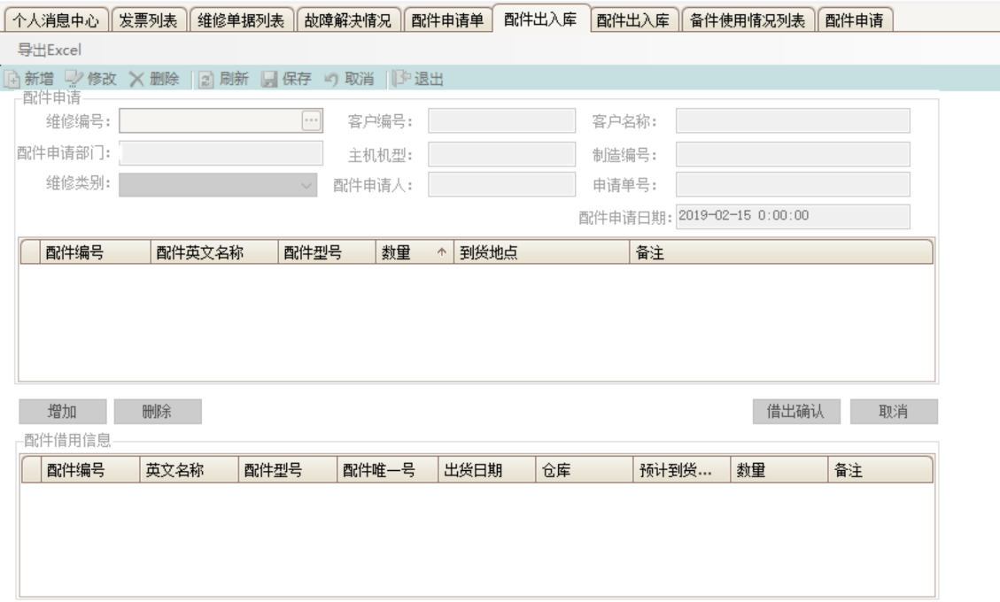 个人消息中心 发票列表 维修单据列表 故障解决情况 配件申请单 配件出入库 配件出入库 备件使用情况列表 配件申请
导出Excel
新增 修改 删除 刷新 保存 取消 退出
配件申请
维修编号: ... 客户编号: 客户名称:
配件申请部门: 主机机型: 制造编号:
维修类别: 配件申请人: 申请单号:
配件申请日期: 2019-02-15 0:00:00
配件编号 配件英文名称 配件型号 数量 到货地点 备注
增加 删除 借出确认 取消
配件借用信息
配件编号 英文名称 配件型号 配件唯一号 出货日期 仓库 预计到货... 数量 备注